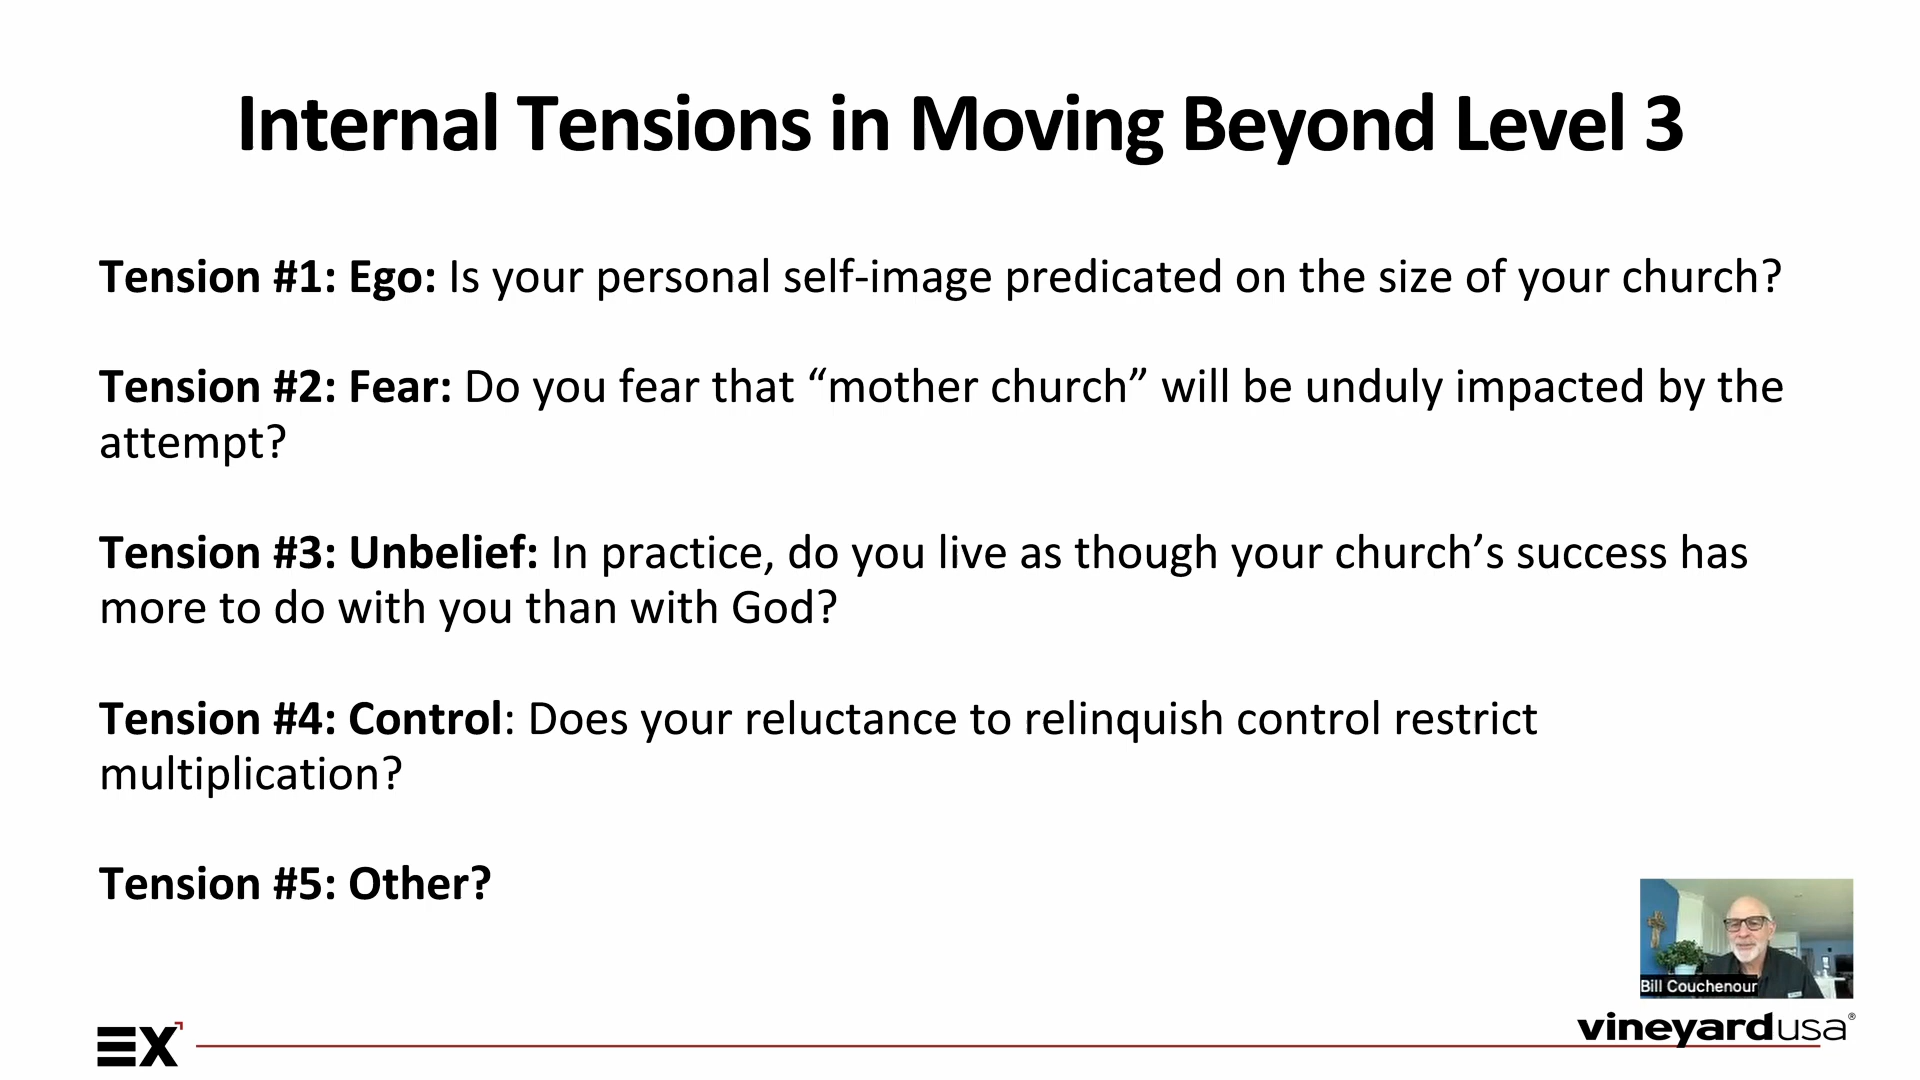 Internal Tensions in Moving Beyond Level 3
Tension #1: Ego: Is your personal self-image predicated on the size of your church?
Tension #2: Fear: Do you fear that “mother church” will be unduly impacted by the
attempt?
Tension #3: Unbelief: In practice, do you live as though your church’s success has
more to do with you than with God?
Tension #4: Control: Does your reluctance to relinquish control restrict
multiplication?
Tension #5: Other?
Bill Couchenour
EX
vineyardusa®